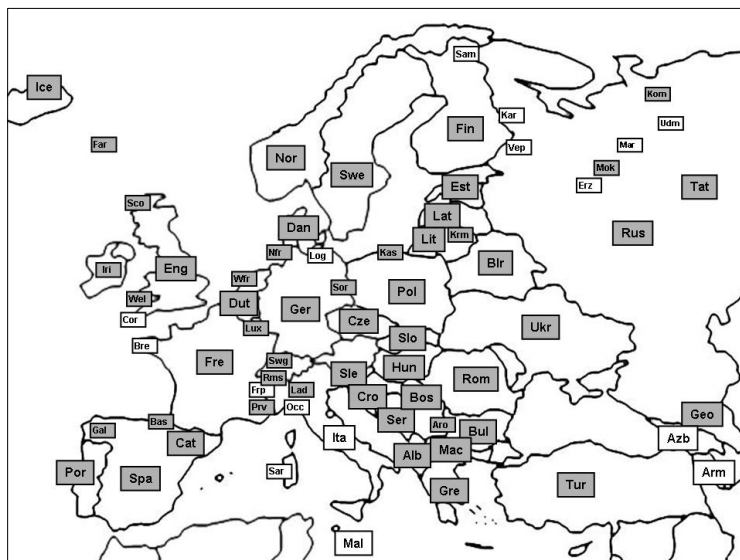 Sam
Ice
Kom
Kar
Udm
Fin
Far
Vep
Mar
Nor
Mok
Swe
Erz
Est
Tat
Sco
Lat
Dan
Rus
Lit
Krm
Nfr
Log
Kas
Blr
Iri
Eng
Wfr
Sor
Pol
Wel
Dut
Ger
Cor
Cze
Lux
Ukr
Slo
Bre
Fre
Swg
Hun
Sle
Rms
Rom
Frp
Lad
Cro
Bos
Prv
Occ
Geo
Bas
Ser
Aro
Gal
Bul
Ita
Azb
Cat
Mac
Alb
Por
Spa
Sar
Arm
Tur
Gre
Mal